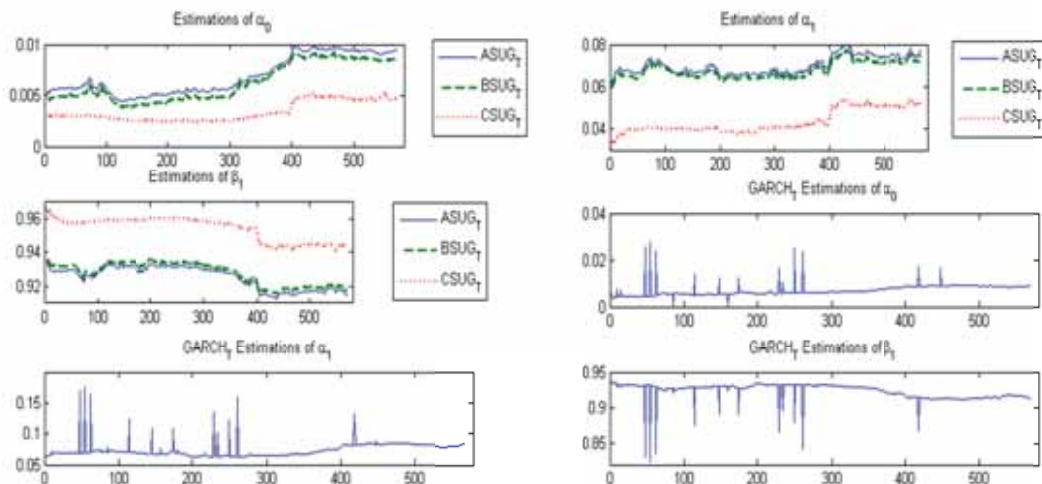 Estimations of α0
0.01
0.005
0
0 100 200 300 400 500
ASUGT
BSUGT
CSUGT
Estimations of α1
0.08
0.06
0.04
0 100 200 300 400 500
ASUGT
BSUGT
CSUGT
Estimations of β1
0.96
0.94
0.92
0 100 200 300 400 500
ASUGT
BSUGT
CSUGT
GARCHT Estimations of α0
0.04
0.02
0
0 100 200 300 400 500
GARCHT Estimations of α1
0.15
0.1
0.05
0 100 200 300 400 500
GARCHT Estimations of β1
0.95
0.9
0.85
0 100 200 300 400 500